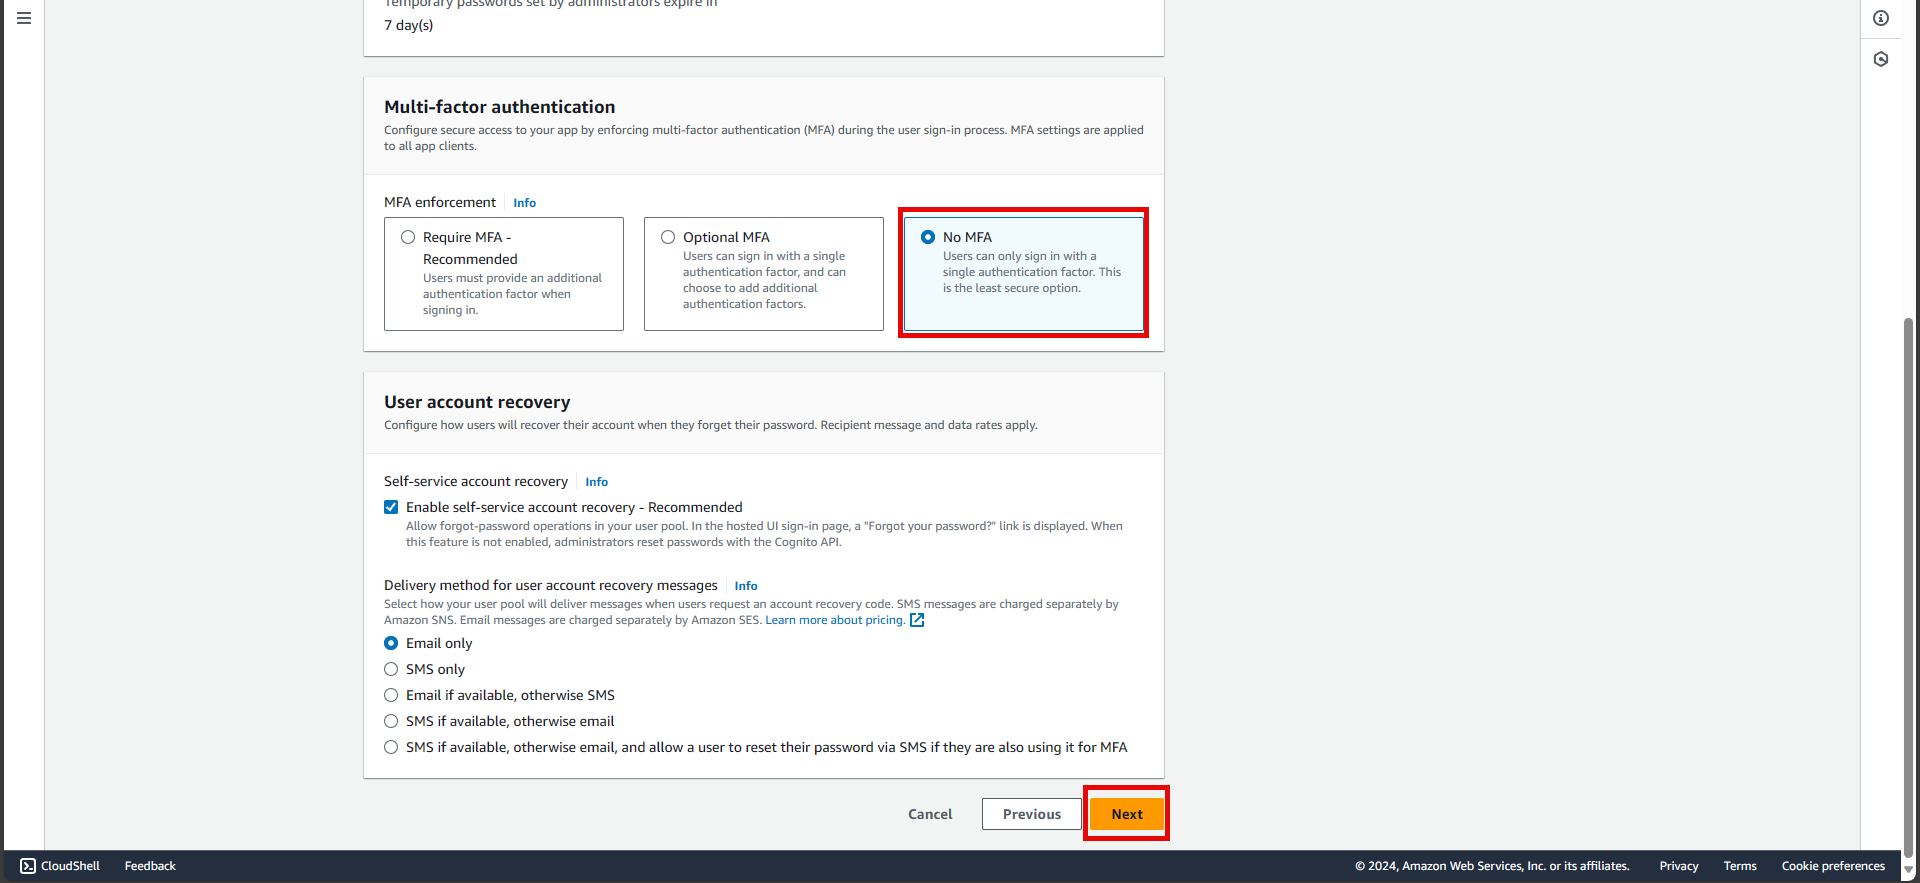 Temporary passwords set by administrators expire in
7 day(s)
Multi-factor authentication
Configure secure access to your app by enforcing multi-factor authentication (MFA) during the user sign-in process. MFA settings are applied
to all app clients.
MFA enforcement Info
Require MFA -
Recommended
Users must provide an additional
authentication factor when
signing in.
Optional MFA
Users can sign in with a single
authentication factor, and can
choose to add additional
authentication factors.
No MFA
Users can only sign in with a
single authentication factor. This
is the least secure option.
User account recovery
Configure how users will recover their account when they forget their password. Recipient message and data rates apply.
Self-service account recovery Info
Enable self-service account recovery - Recommended
Allow forgot-password operations in your user pool. In the hosted UI sign-in page, a "Forgot your password?" link is displayed. When
this feature is not enabled, administrators reset passwords with the Cognito API.
Delivery method for user account recovery messages Info
Select how your user pool will deliver messages when users request an account recovery code. SMS messages are charged separately by
Amazon SNS. Email messages are charged separately by Amazon SES. Learn more about pricing.
Email only
SMS only
Email if available, otherwise SMS
SMS if available, otherwise email
SMS if available, otherwise email, and allow a user to reset their password via SMS if they are also using it for MFA
Cancel Previous Next
CloudShell Feedback © 2024, Amazon Web Services, Inc. or its affiliates. Privacy Terms Cookie preferences